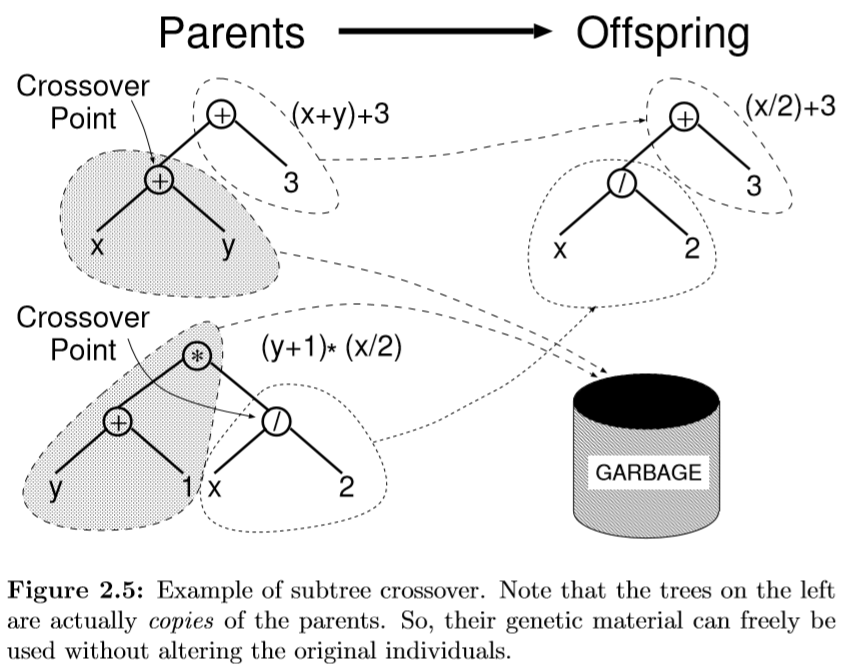 Parents
Offspring
Crossover
Point
+
(x+y)+3
+
3
x
y
+
(x/2)+3
/
3
x
2
Crossover
Point
*
(y+1)* (x/2)
+
/
y
1
x
2
GARBAGE
Figure 2.5: Example of subtree crossover. Note that the trees on the left
are actually copies of the parents. So, their genetic material can freely be
used without altering the original individuals.